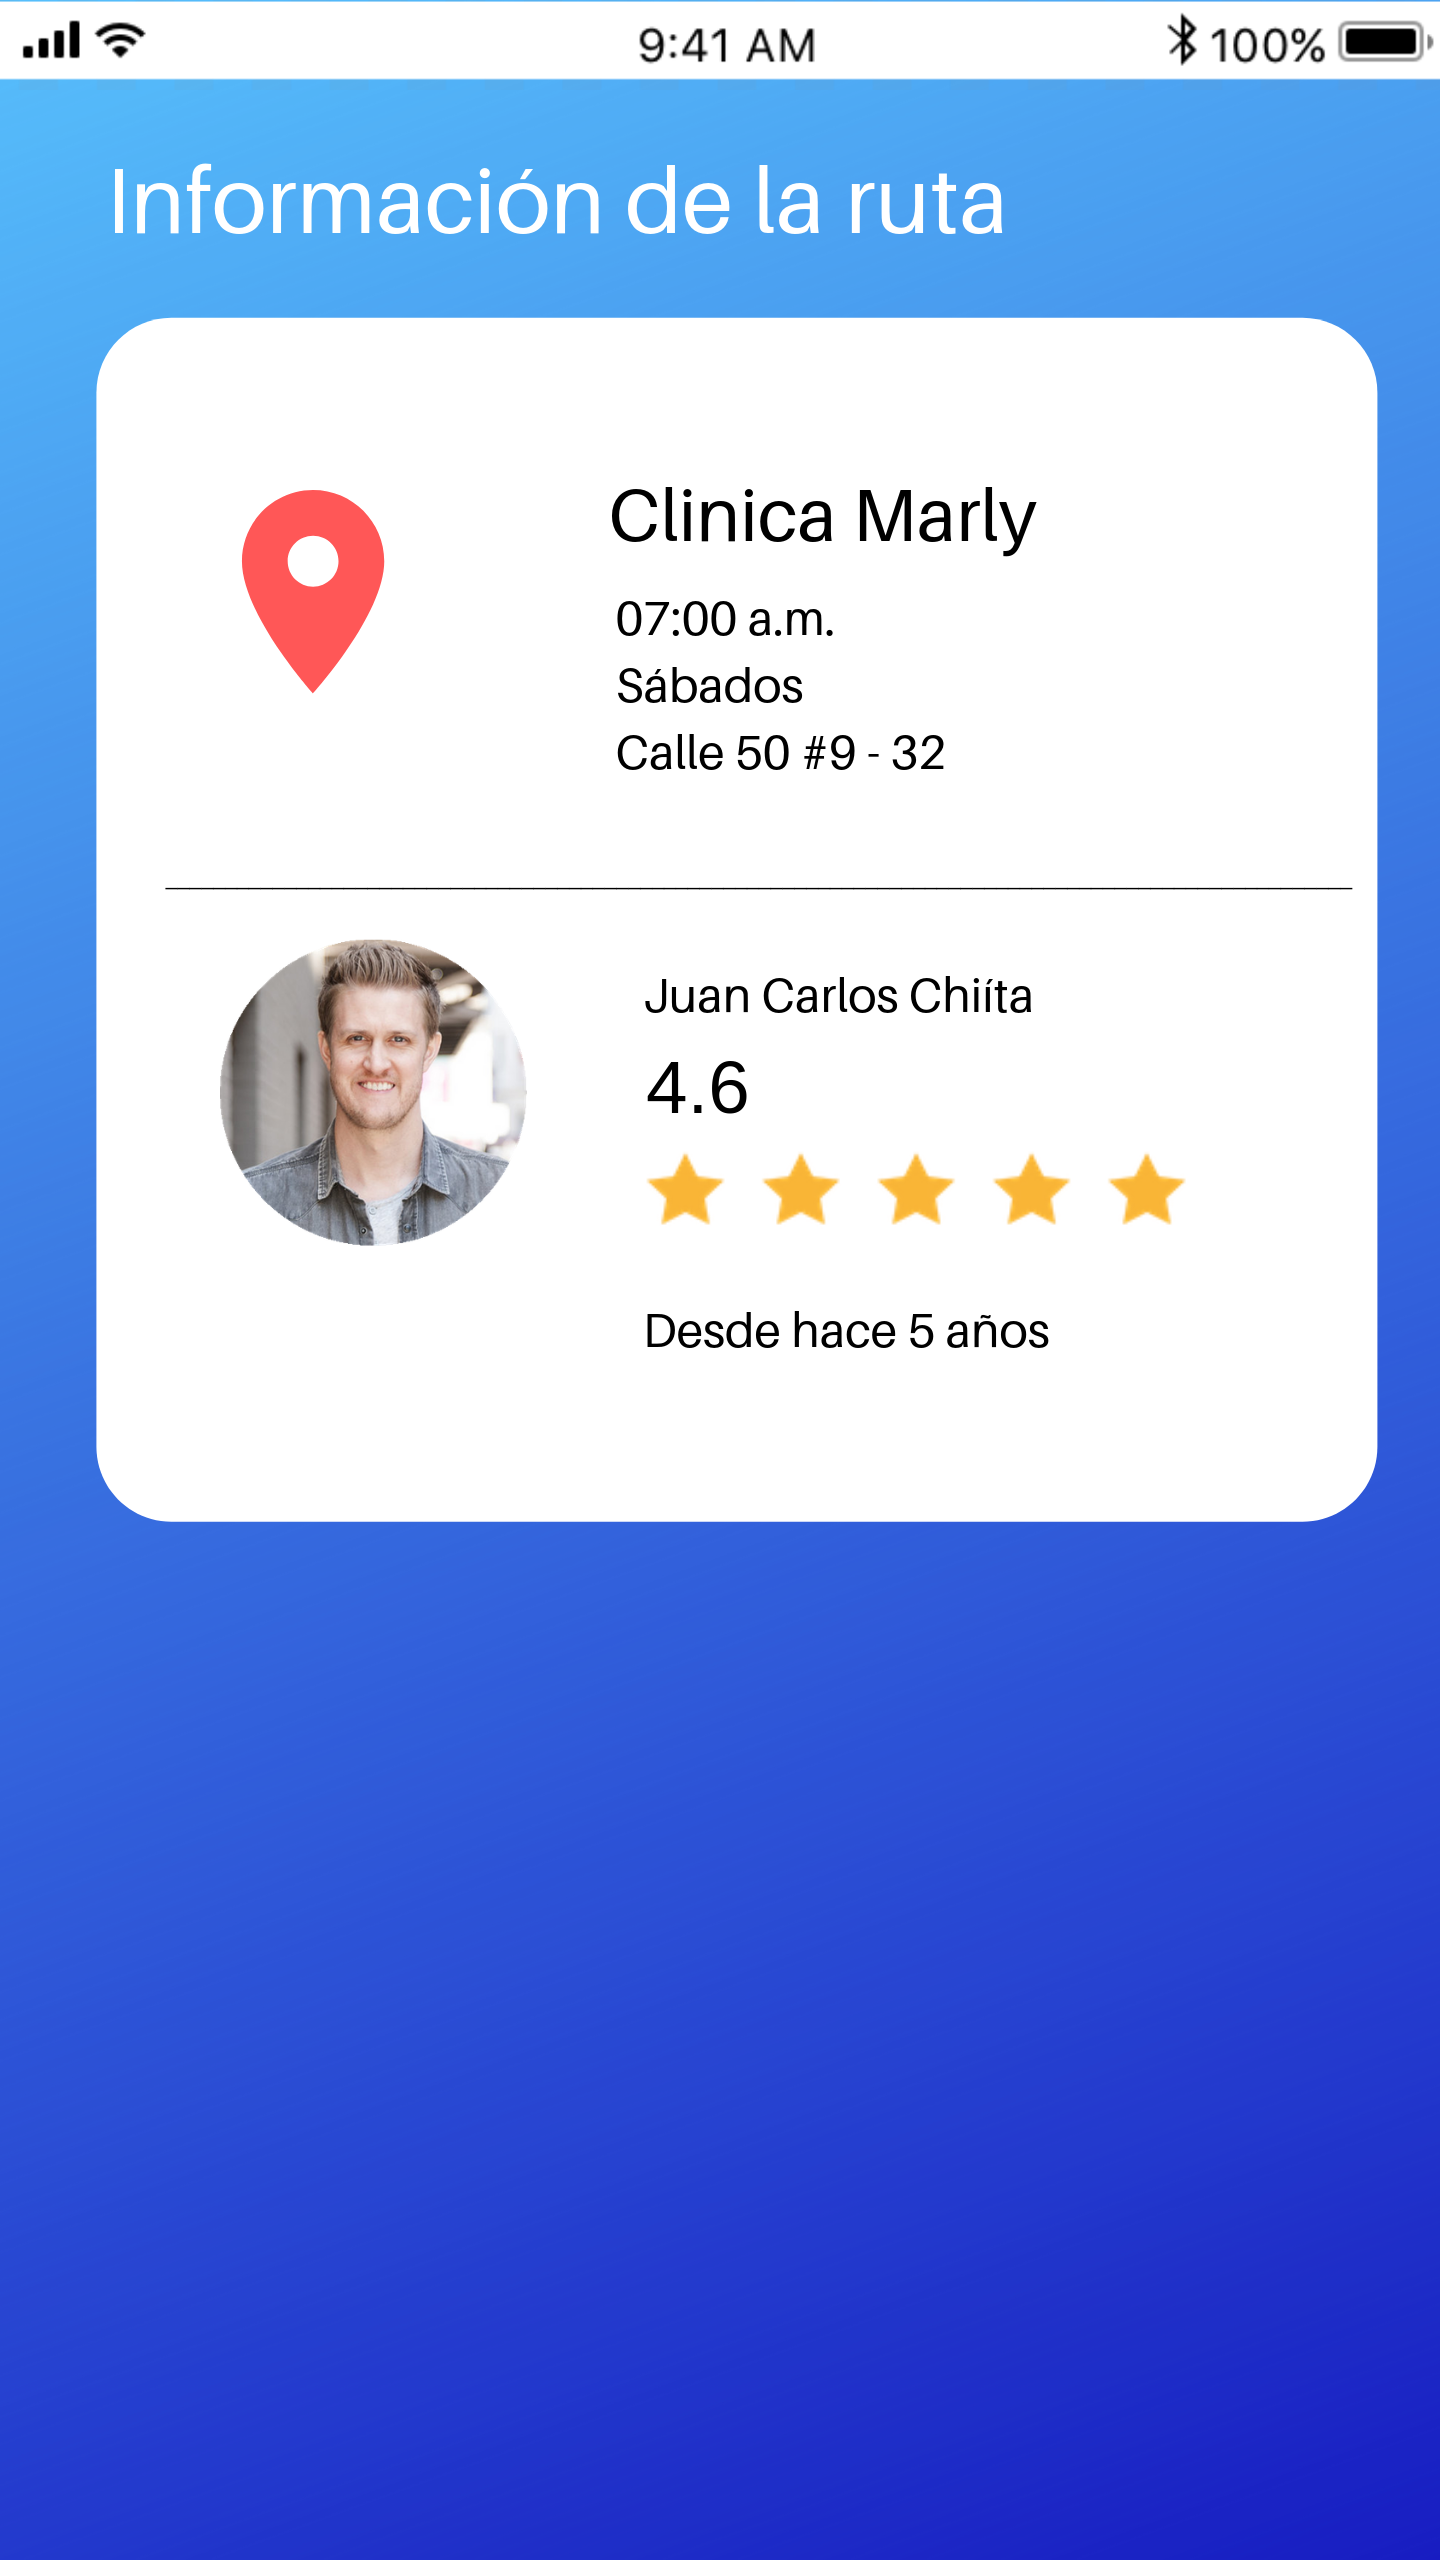 9:41 AM
100%
Información de la ruta
Clinica Marly
07:00 a.m.
Sábados
Calle 50 #9 - 32
Juan Carlos Chiíta
4.6
Desde hace 5 años